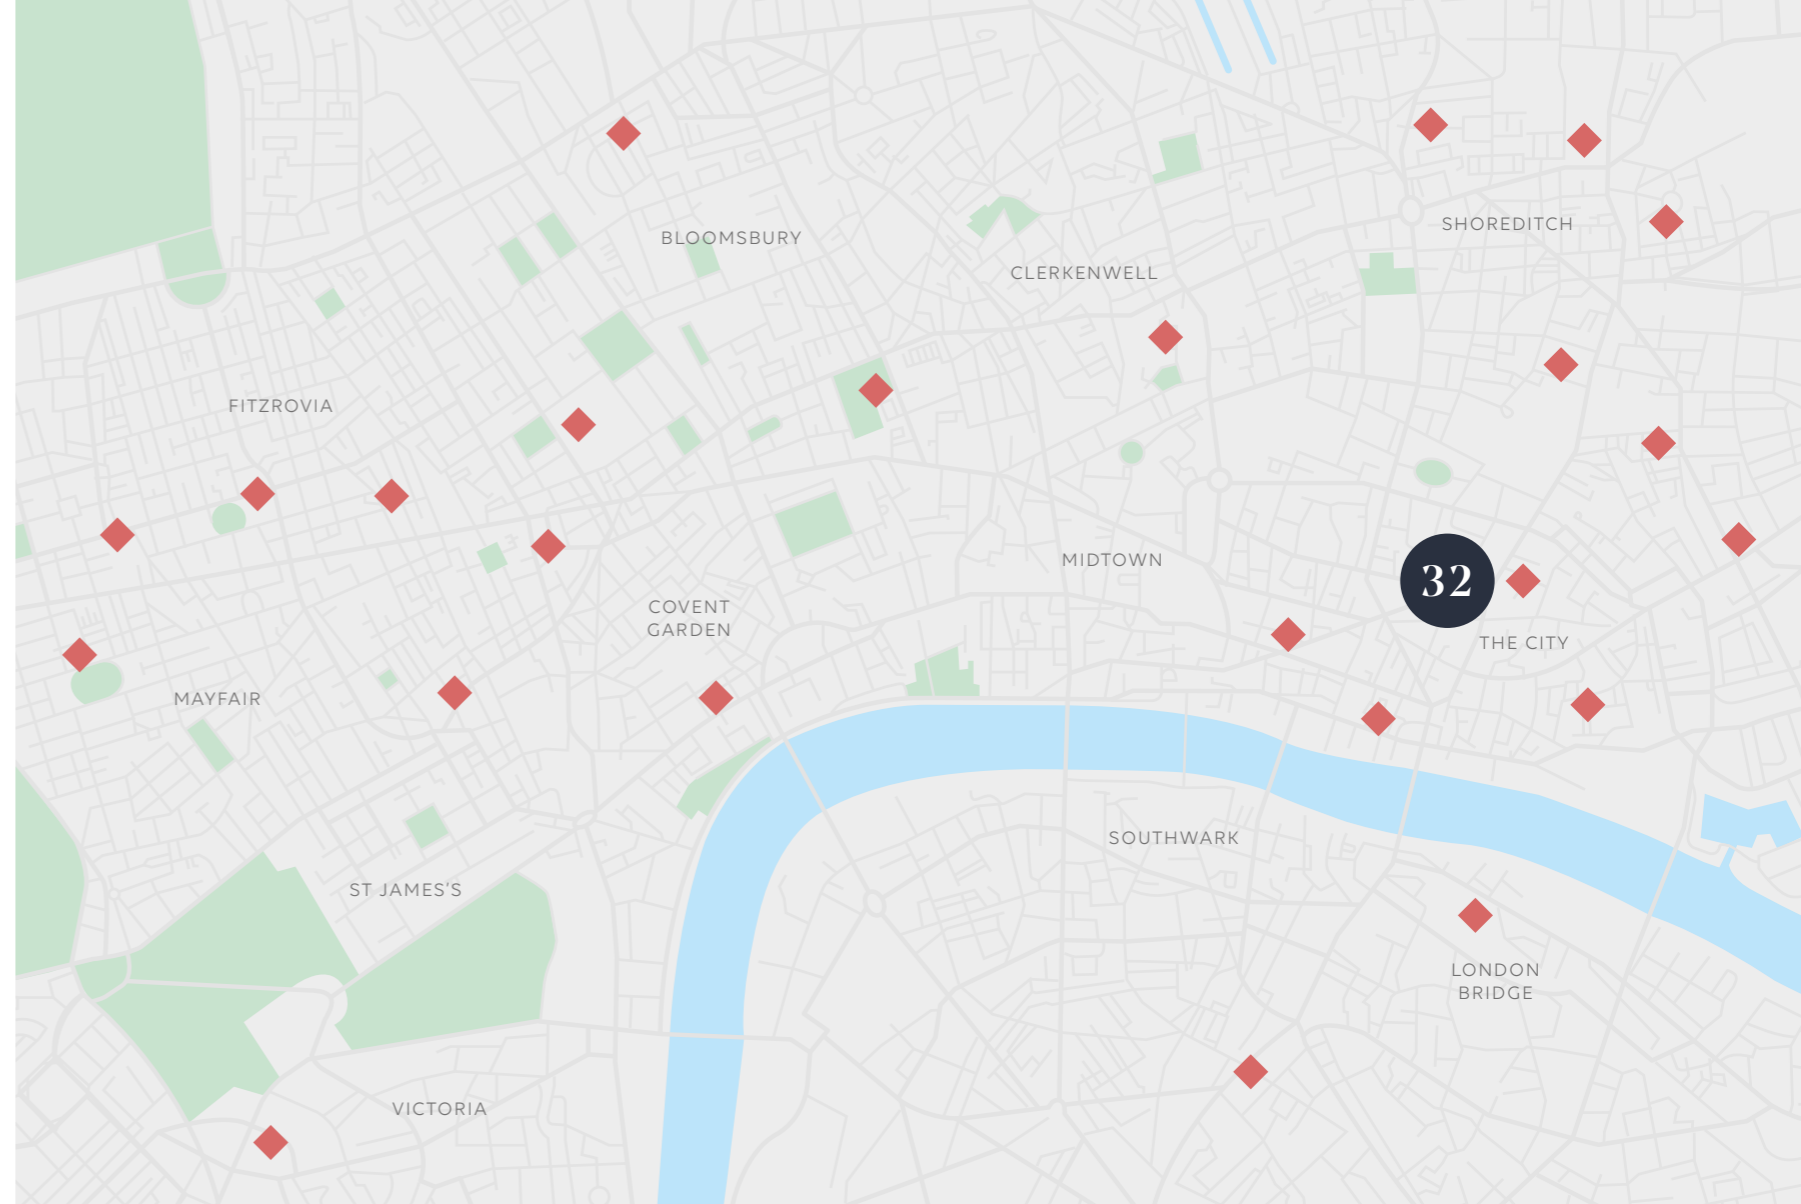 SHOREDITCH
BLOOMSBURY
CLERKENWELL
FITZROVIA
MIDTOWN
32
COVENT
GARDEN
THE CITY
MAYFAIR
SOUTHWARK
ST JAMES'S
LONDON
BRIDGE
VICTORIA